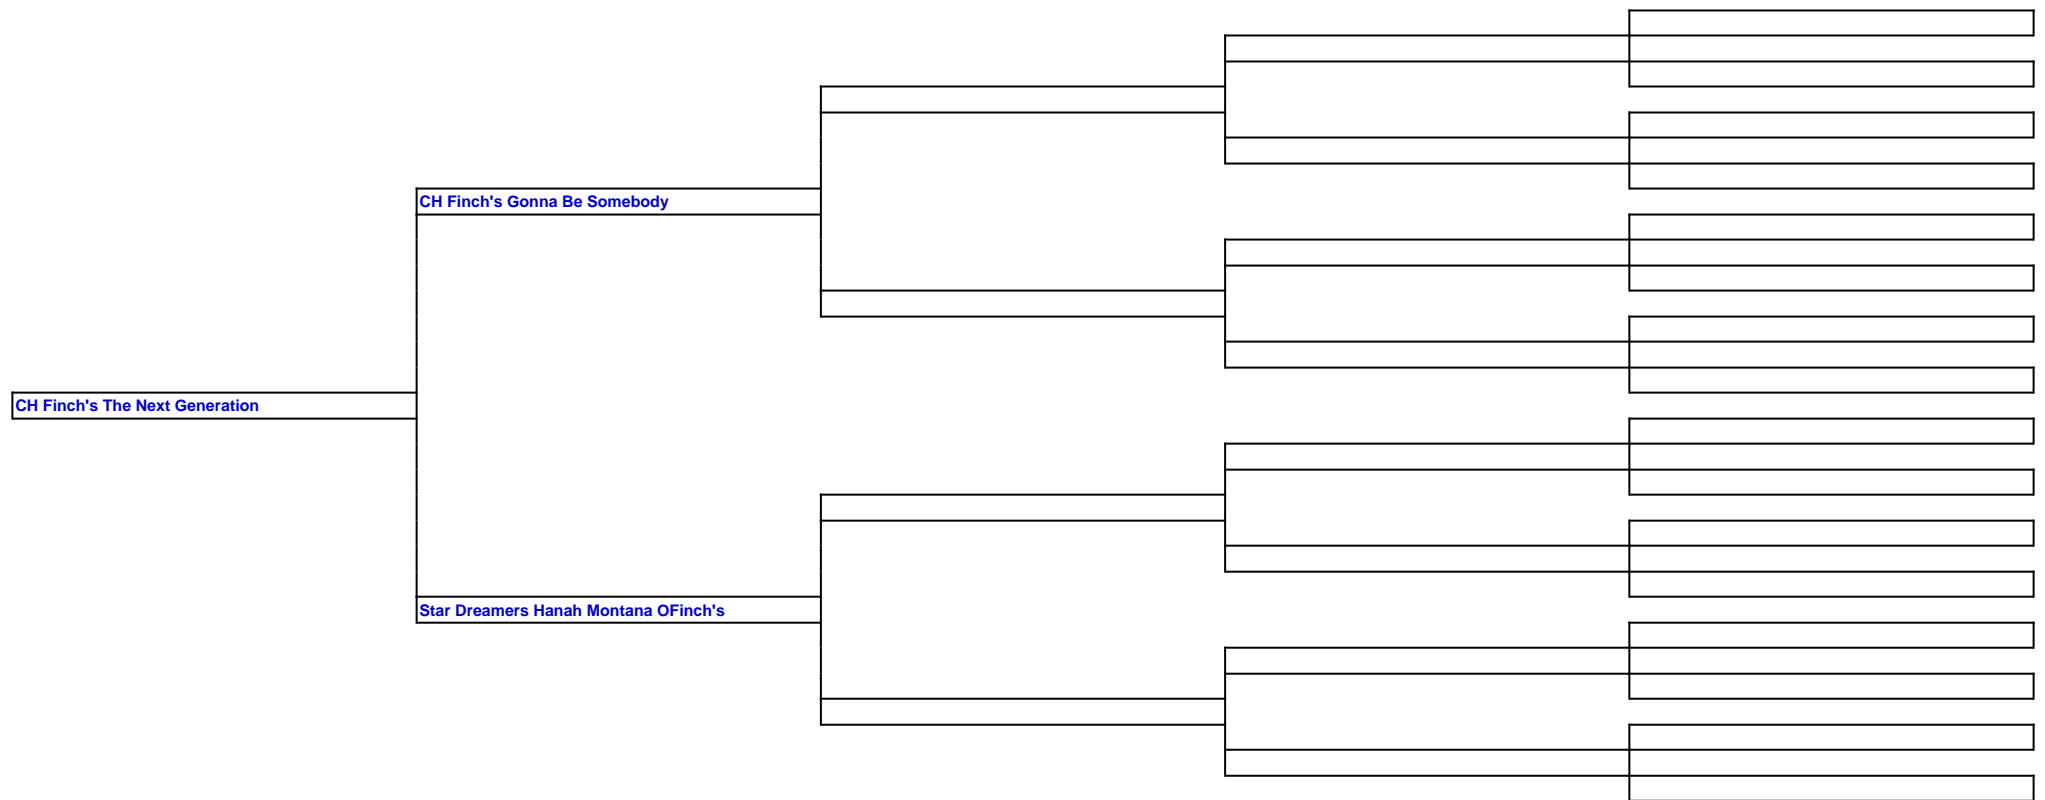 CH Finch's Gonna Be Somebody
CH Finch's The Next Generation
Star Dreamers Hanah Montana OFinch's